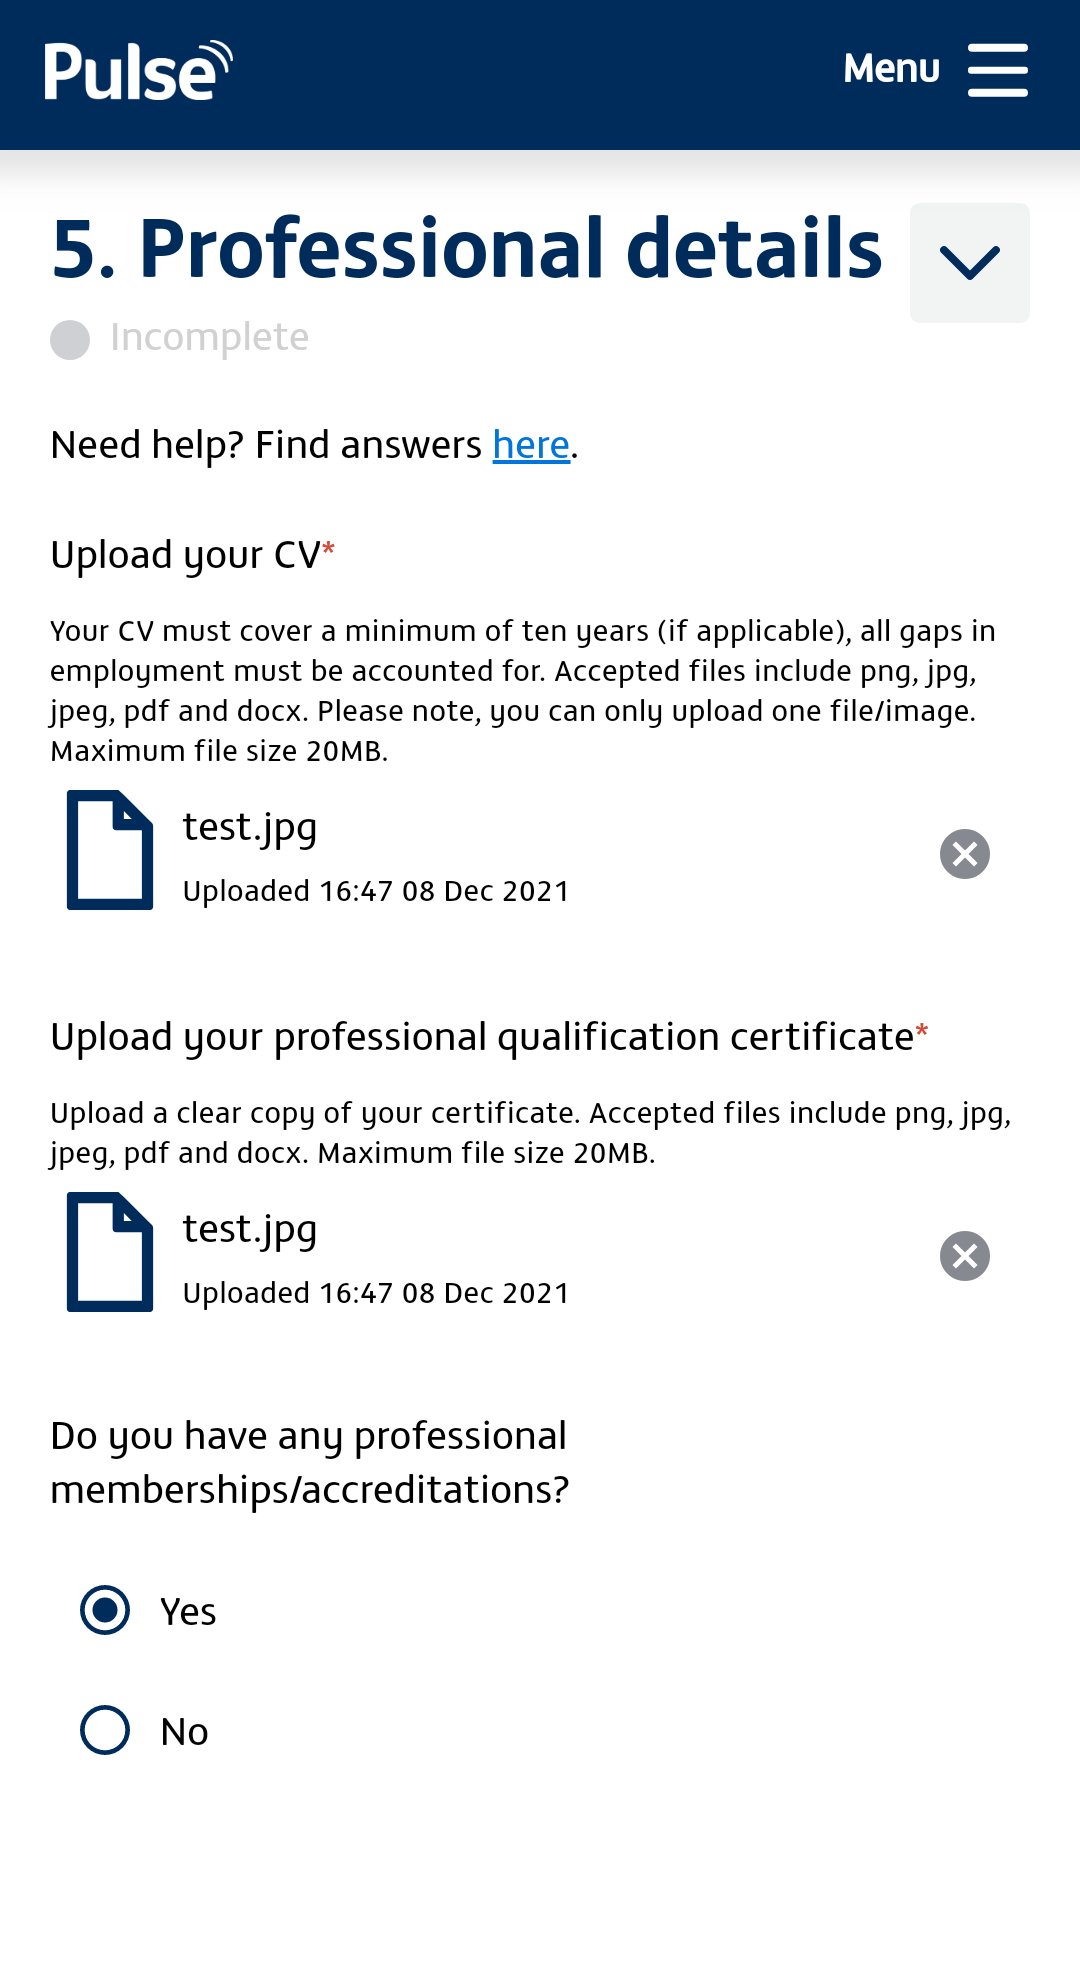 Pulse
Menu
5. Professional details
Incomplete
Need help? Find answers here.
Upload your CV*
Your CV must cover a minimum of ten years (if applicable), all gaps in
employment must be accounted for. Accepted files include png, jpg,
jpeg, pdf and docx. Please note, you can only upload one file/image.
Maximum file size 20MB.
test.jpg
Uploaded 16:47 08 Dec 2021
Upload your professional qualification certificate*
Upload a clear copy of your certificate. Accepted files include png, jpg,
jpeg, pdf and docx. Maximum file size 20MB.
test.jpg
Uploaded 16:47 08 Dec 2021
Do you have any professional
memberships/accreditations?
Yes
No